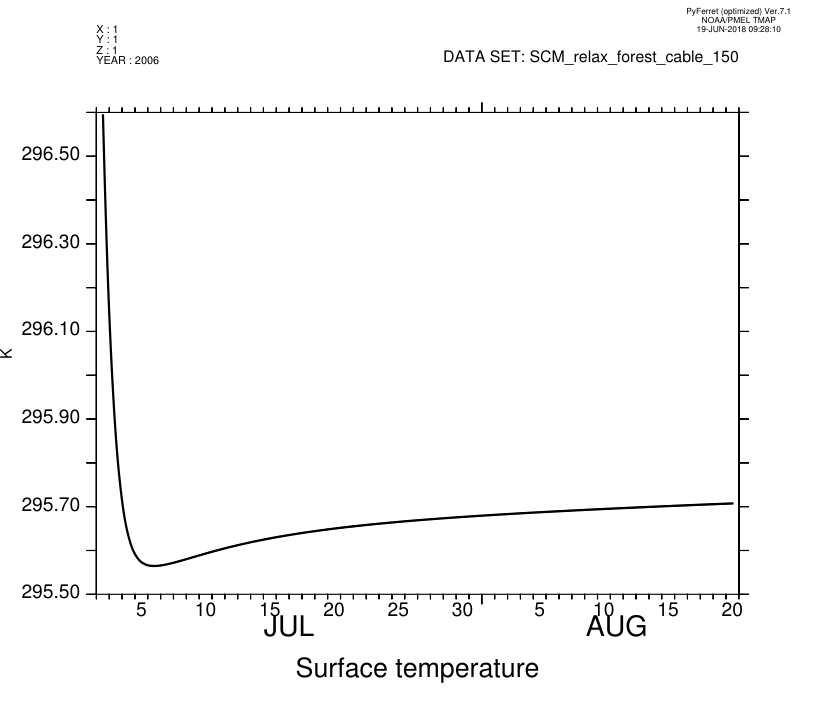 PyFerret (optimized) Ver.7.1
NOAA/PMEL TMAP
19-JUN-2018 09:28:10
X : 1
Y : 1
Z : 1
YEAR : 2006
DATA SET: SCM_relax_forest_cable_150
296.50
296.30
296.10
K
295.90
295.70
295.50
5 10 15 20 25 30 5 10 15 20
JUL AUG
Surface temperature